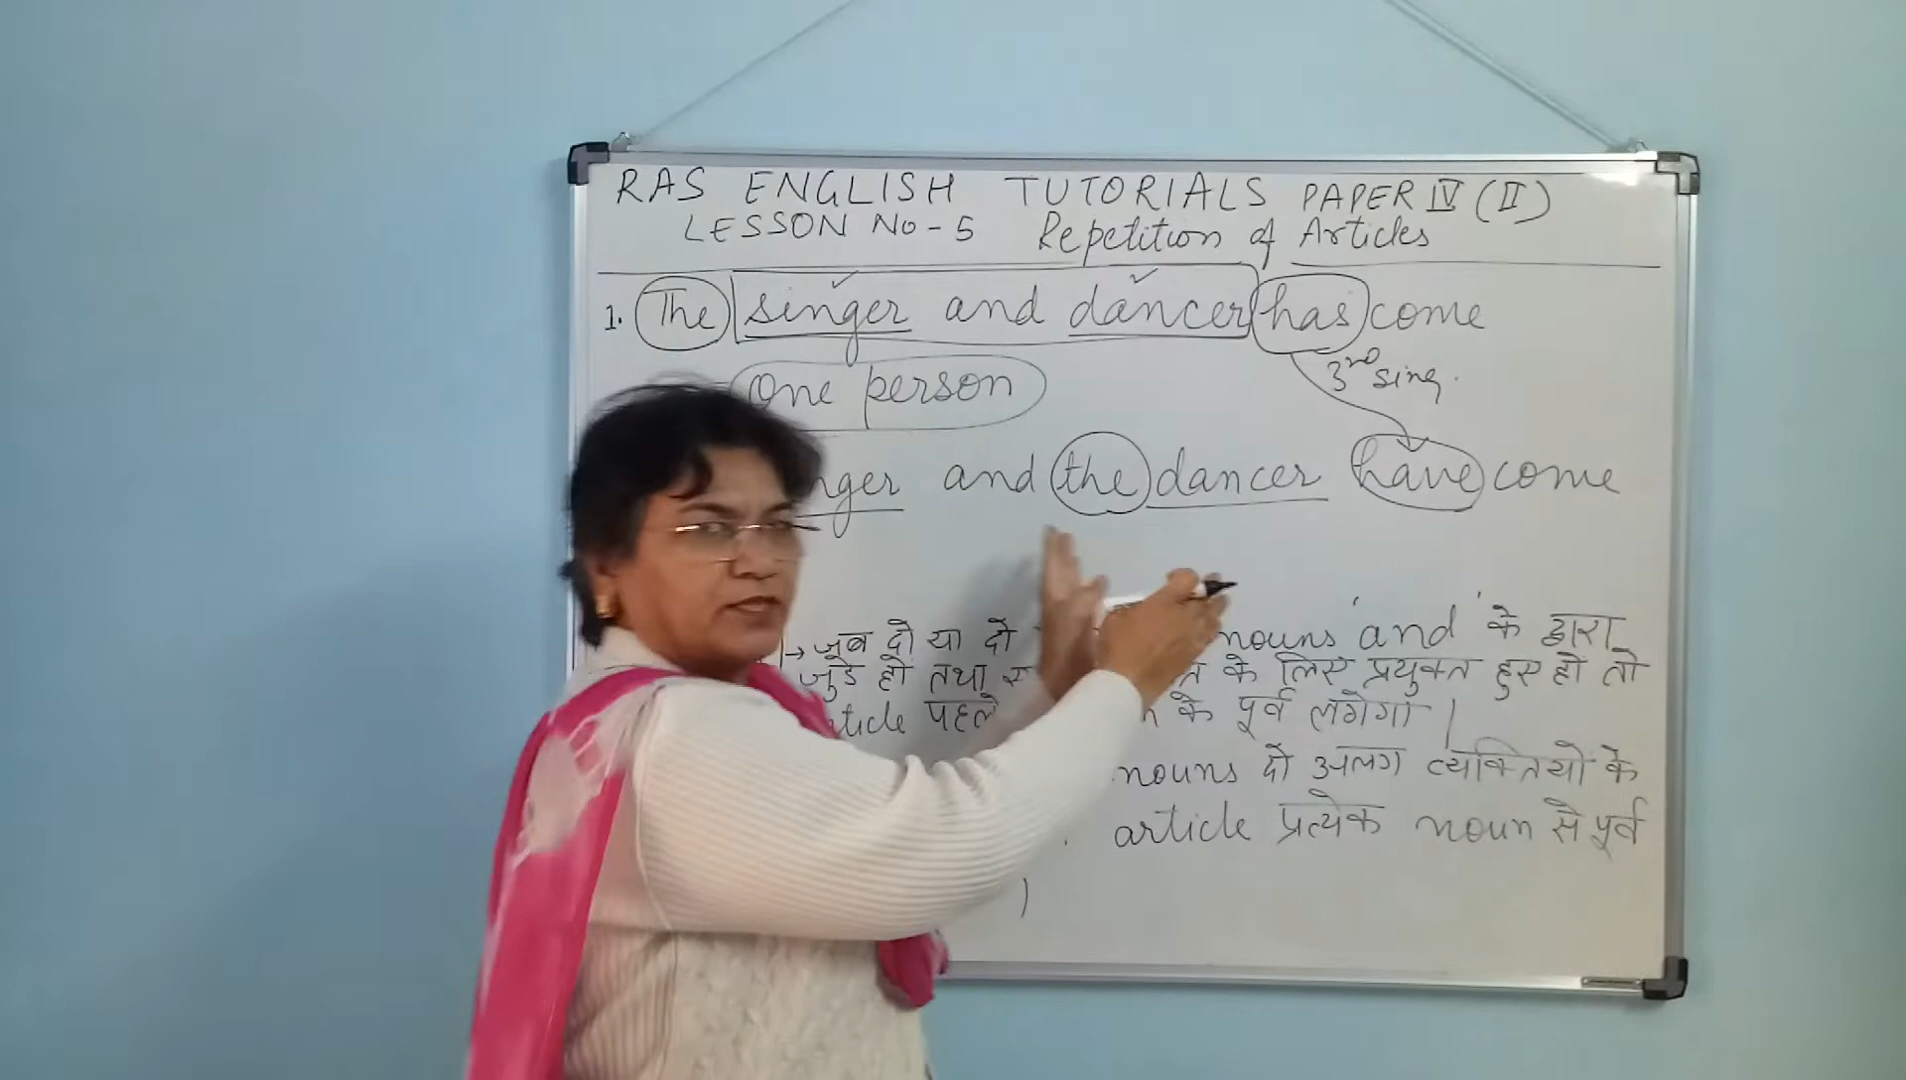 RAS ENGLISH TUTORIALS PAPER IV (II)
LESSON NO - 5 Repetition of Articles
1. The singer and dancer has come
3rd sing.
One person
and the dancer have come
→ जब दो या दो nouns 'and' के द्वारा
जुडे हो तथा के लिए प्रयुक्त हुए हो तो
पहले के पूर्व लगेगा।
nouns दो अलग व्यक्तियो के
article प्रत्येक noun से पूर्व